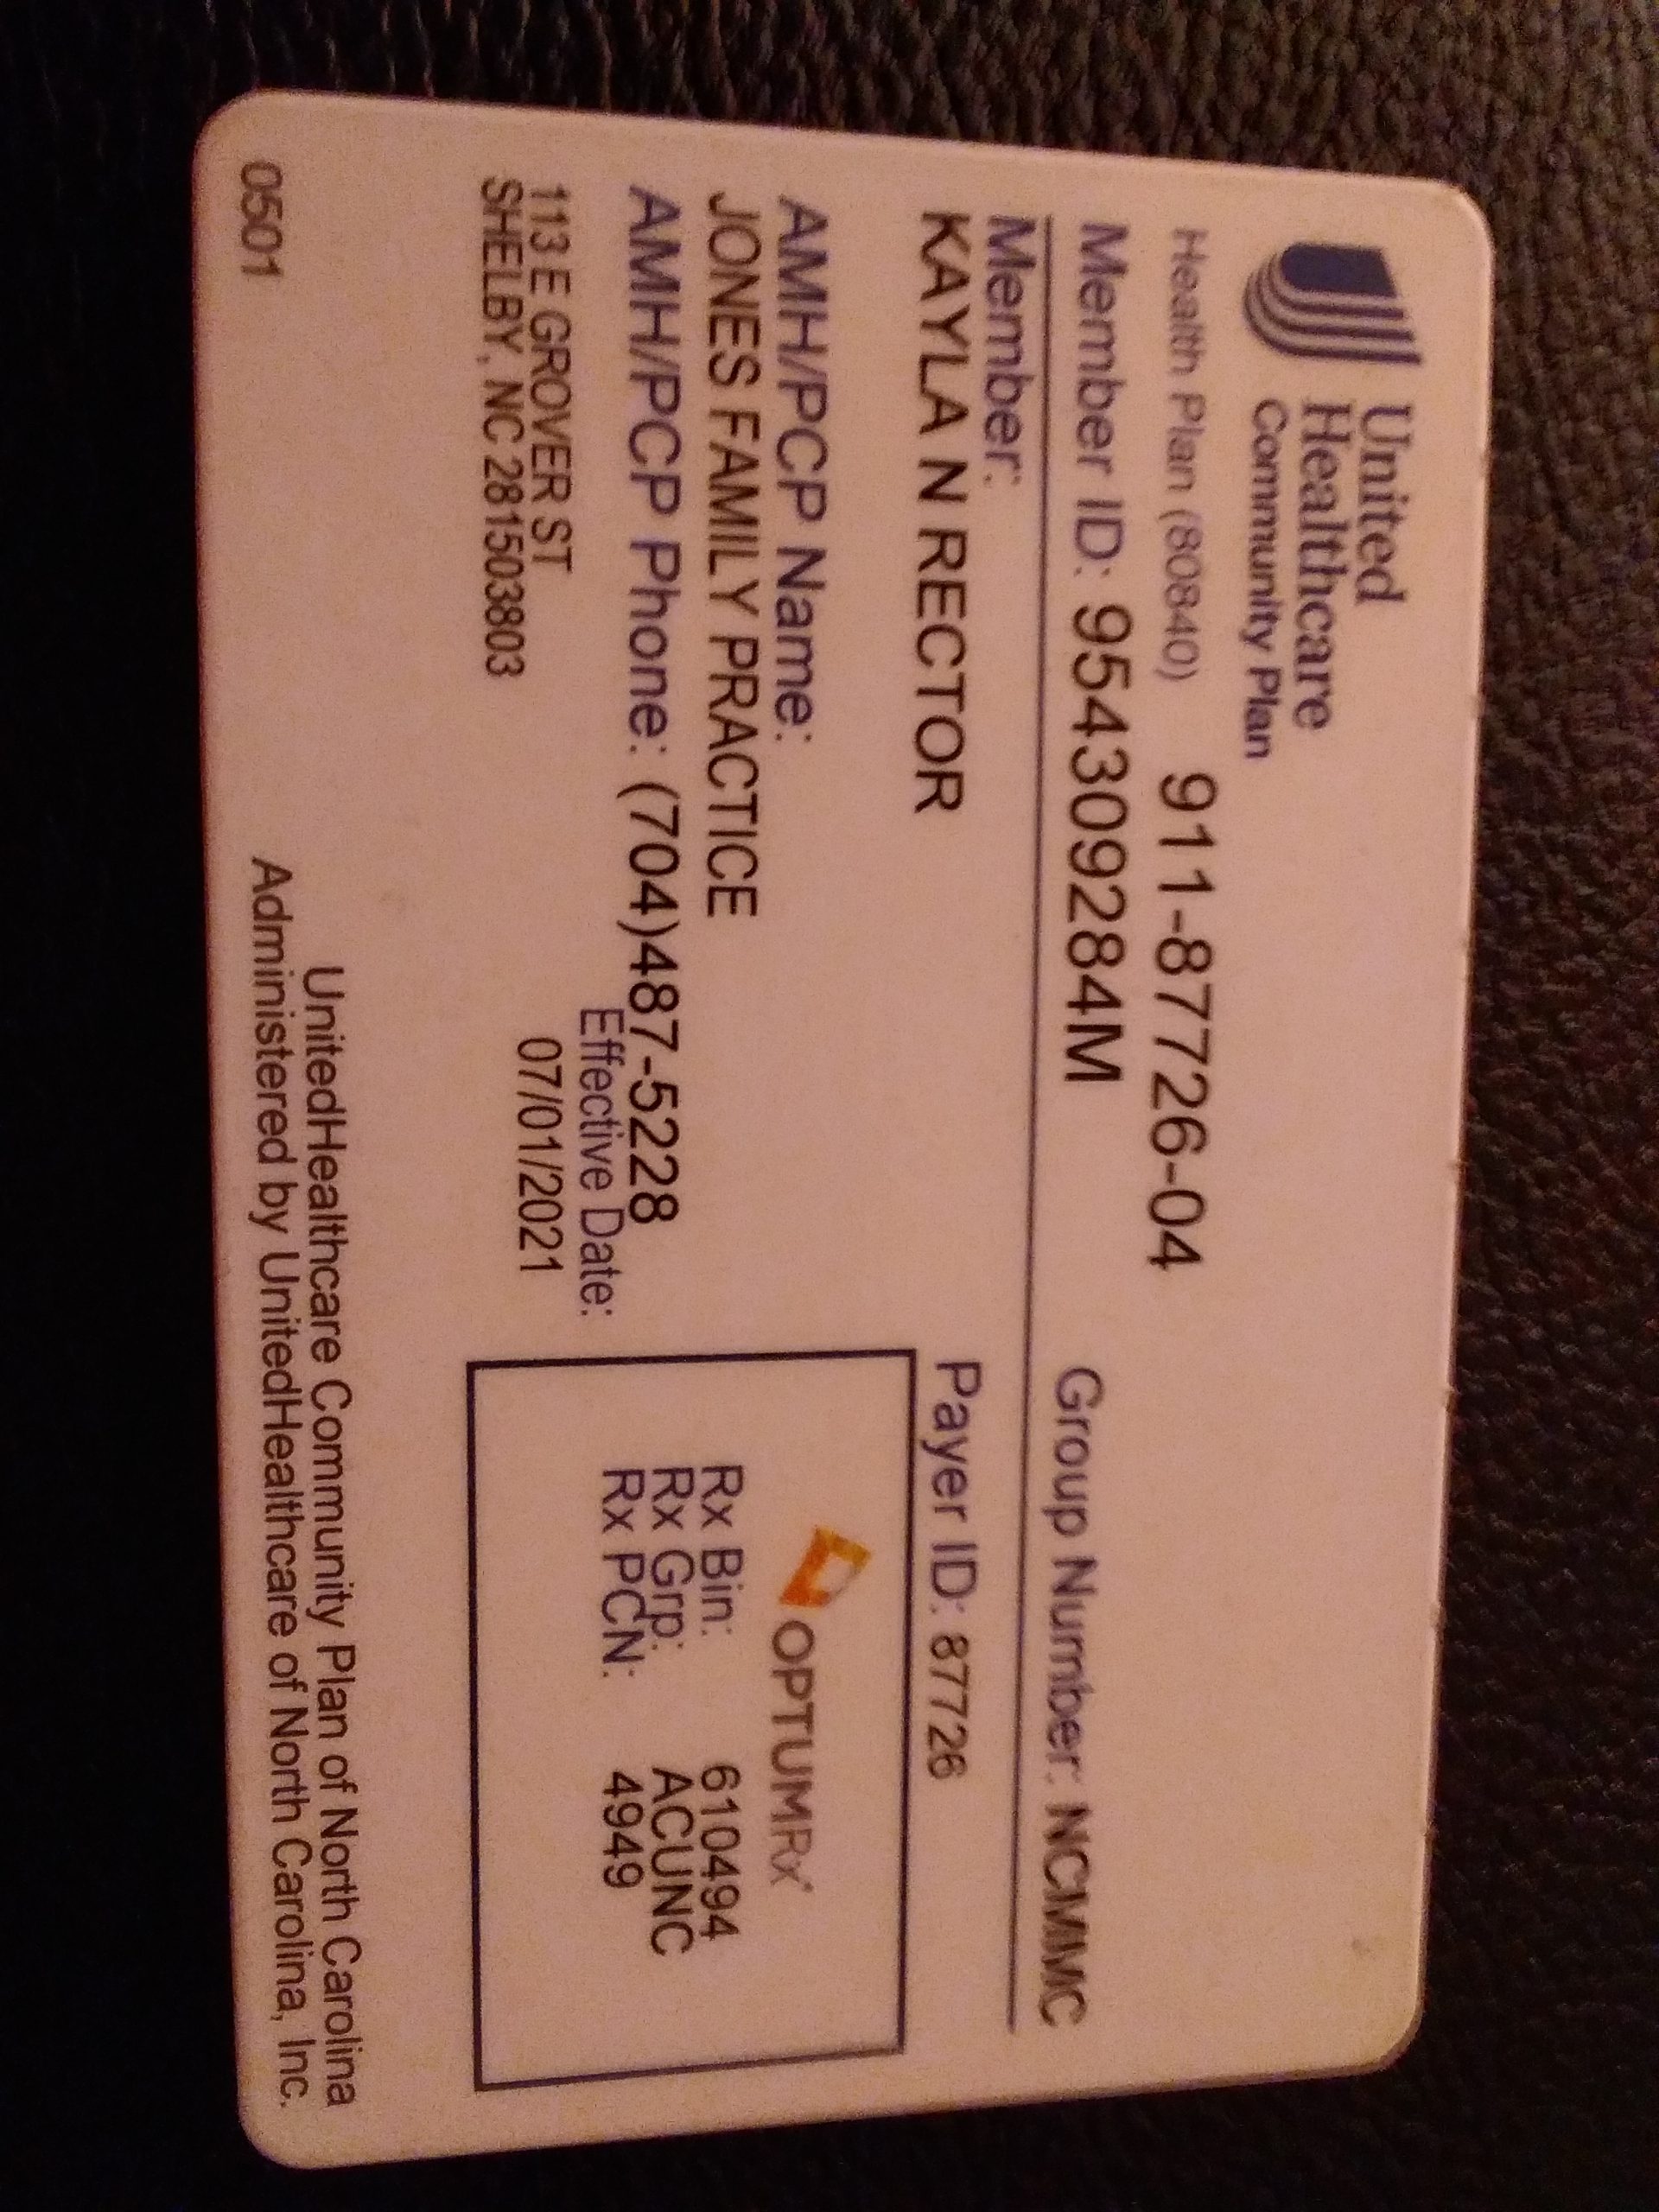 United
Healthcare
Community Plan
Health Plan (80840) 911-87726-04
Member ID: 954309284M Group Number: NCMMMC
Member:
KAYLA N RECTOR
Payer ID: 87726
AMH/PCP Name:
JONES FAMILY PRACTICE
AMH/PCP Phone: (704)487-5228
Effective Date:
07/01/2021
113 E GROVER ST
SHELBY, NC 281503803
OPTUMRx
Rx Bin: 610494
Rx Grp: ACUNC
Rx PCN: 4949
0501
UnitedHealthcare Community Plan of North Carolina
Administered by UnitedHealthcare of North Carolina, Inc.